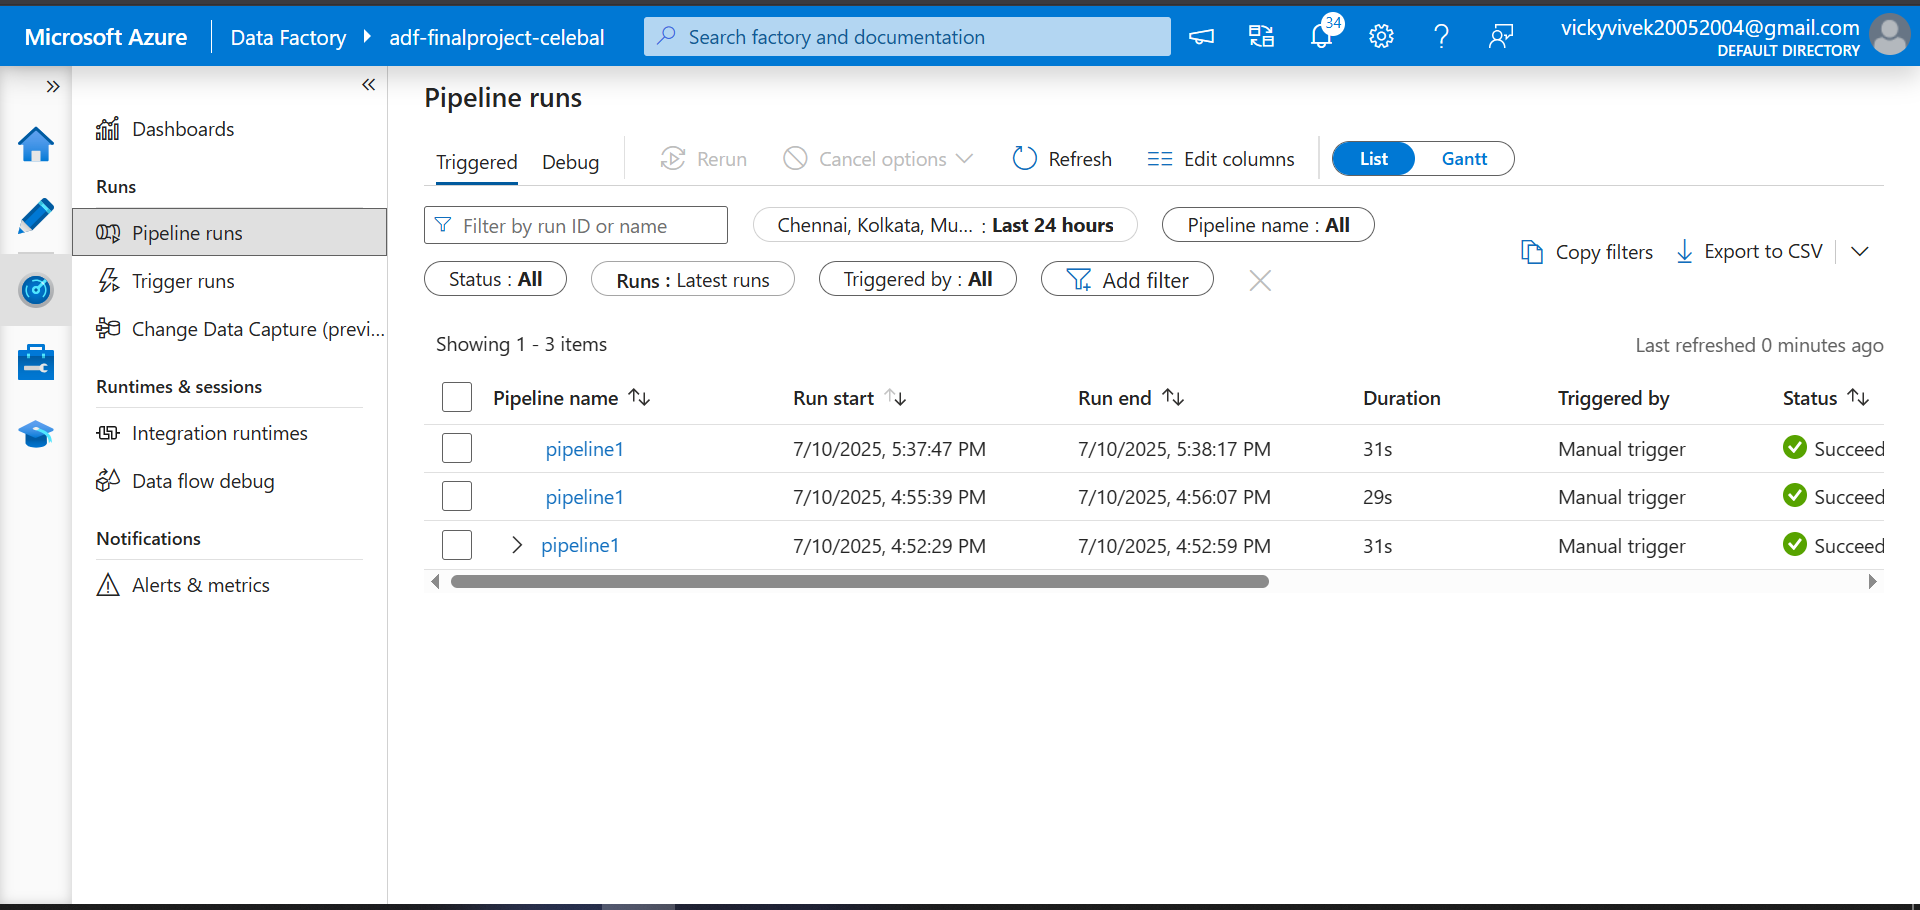 Microsoft Azure
Data Factory
adf-finalproject-celebal
Search factory and documentation
34
vickyvivek20052004@gmail.com
DEFAULT DIRECTORY
Dashboards
Runs
Pipeline runs
Trigger runs
Change Data Capture (previ...
Runtimes & sessions
Integration runtimes
Data flow debug
Notifications
Alerts & metrics
Pipeline runs
Triggered Debug Rerun Cancel options Refresh Edit columns List Gantt
Filter by run ID or name Chennai, Kolkata, Mu... : Last 24 hours Pipeline name : All
Status : All Runs : Latest runs Triggered by : All Add filter
Copy filters Export to CSV
Showing 1 - 3 items
Last refreshed 0 minutes ago
Pipeline name Run start Run end Duration Triggered by Status
pipeline1 7/10/2025, 5:37:47 PM 7/10/2025, 5:38:17 PM 31s Manual trigger Succeed
pipeline1 7/10/2025, 4:55:39 PM 7/10/2025, 4:56:07 PM 29s Manual trigger Succeed
pipeline1 7/10/2025, 4:52:29 PM 7/10/2025, 4:52:59 PM 31s Manual trigger Succeed